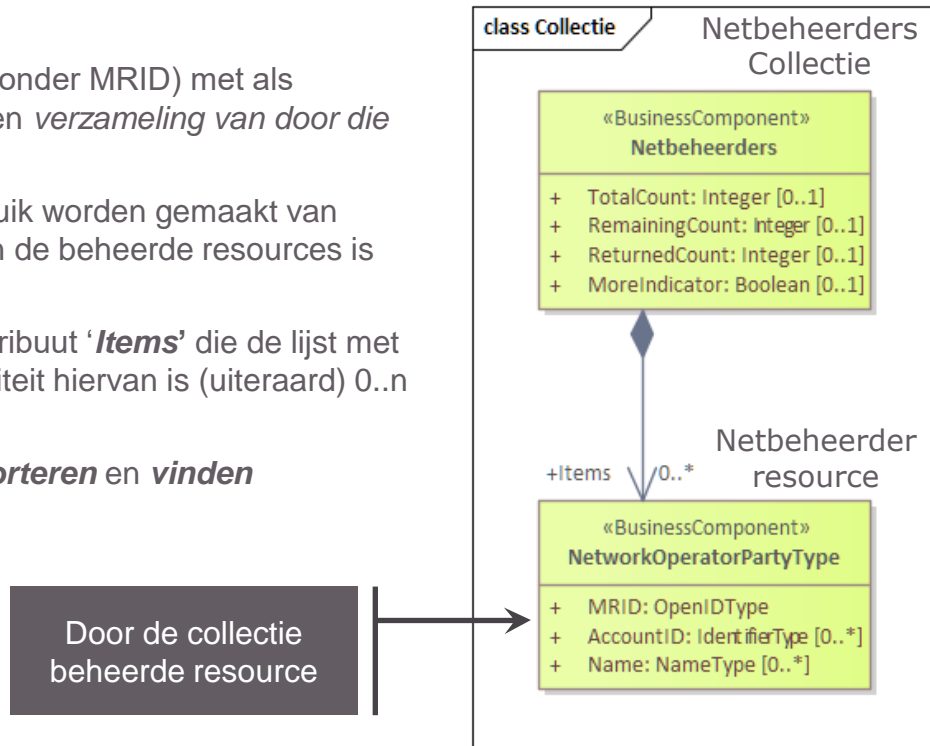 onder MRID) met als
en verzameling van door die
uik worden gemaakt van
n de beheerde resources is
ribuut ‘Items’ die de lijst met
iteit hiervan is (uiteraard) 0..n
orteren en vinden
Door de collectie
beheerde resource
class Collectie
Netbeheerders
Collectie
«BusinessComponent»
Netbeheerders
+ TotalCount: Integer [0..1]
+ RemainingCount: Integer [0..1]
+ ReturnedCount: Integer [0..1]
+ MoreIndicator: Boolean [0..1]
Netbeheerder
resource
+Items 0..*
«BusinessComponent»
NetworkOperatorPartyType
+ MRID: OpenIDType
+ AccountID: IdentifierType [0..*]
+ Name: NameType [0..*]